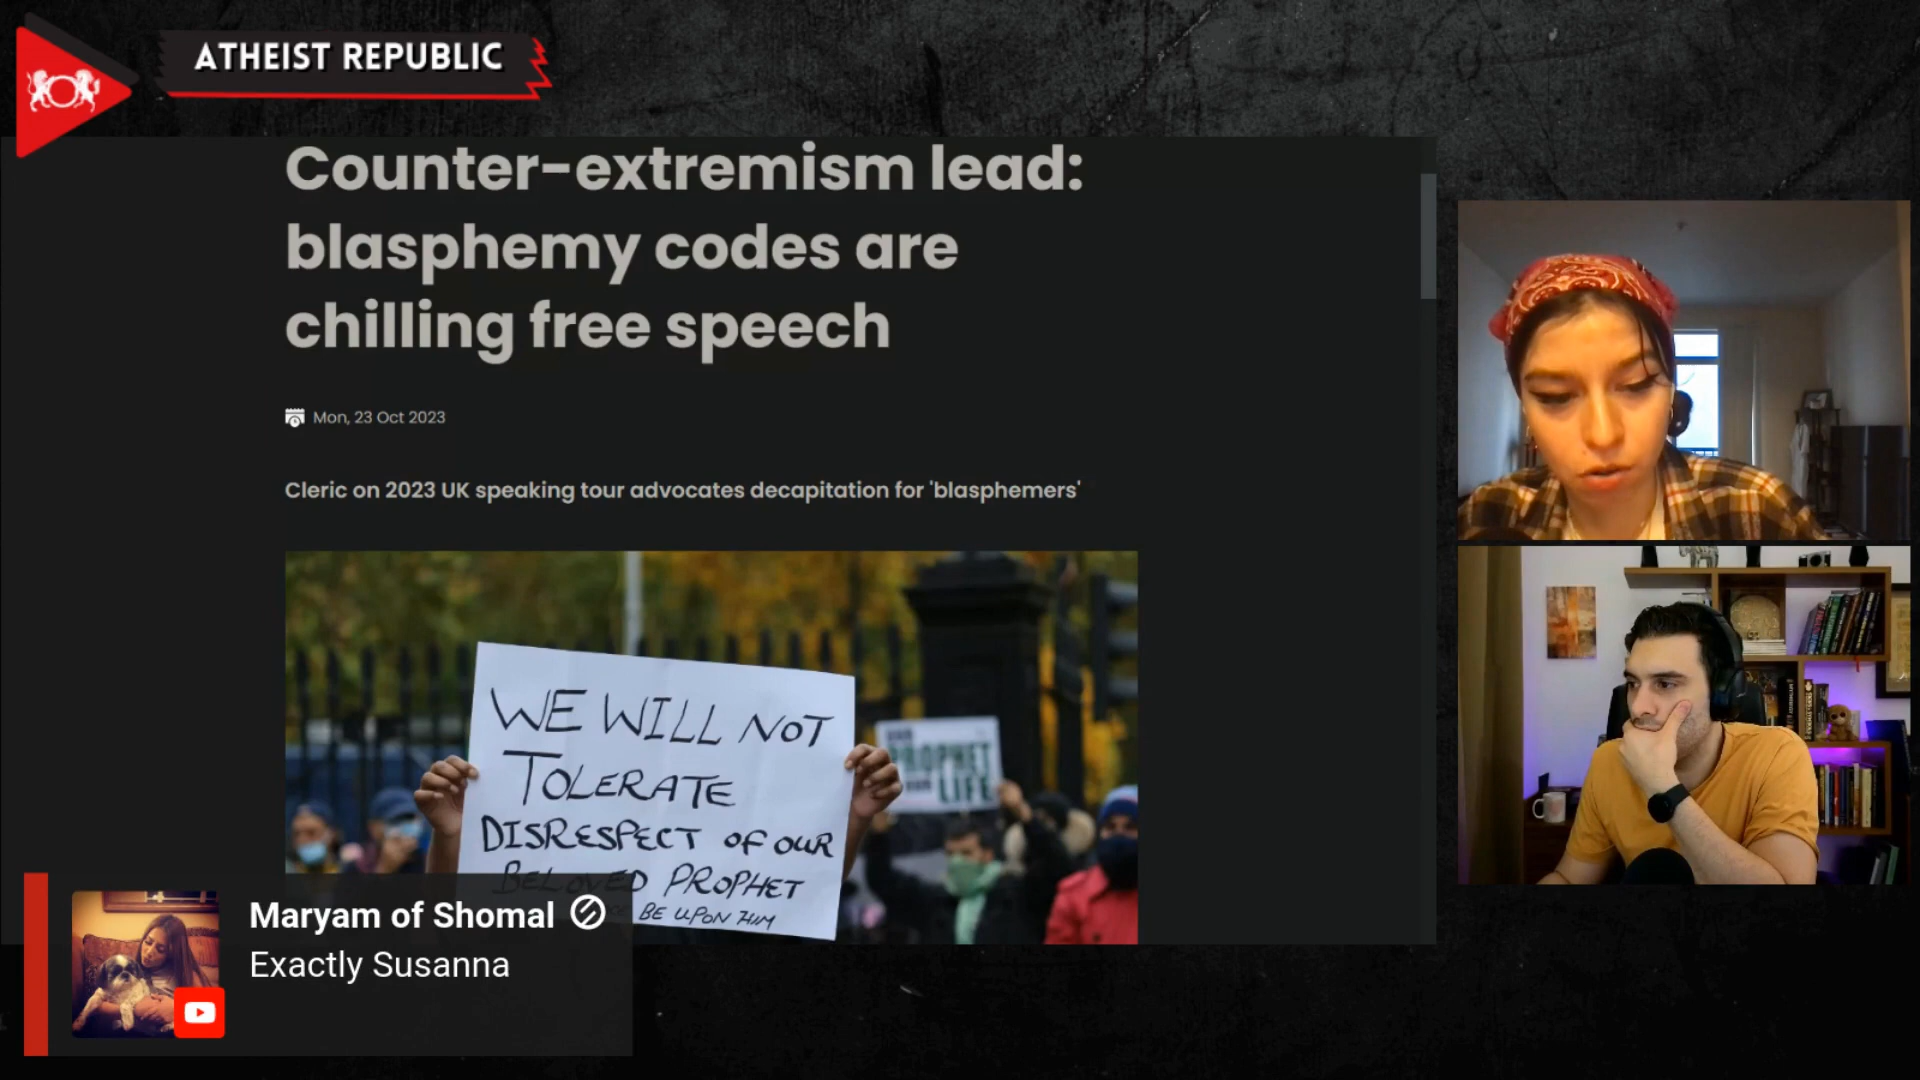 ATHEIST REPUBLIC
Counter-extremism lead:
blasphemy codes are
chilling free speech
Mon, 23 Oct 2023
Cleric on 2023 UK speaking tour advocates decapitation for 'blasphemers'
WE WILL NOT
TOLERATE
DISRESPECT OF OUR
BELOVED PROPHET
BE UPON HIM
PROPHET
LIFE
Maryam of Shomal
Exactly Susanna